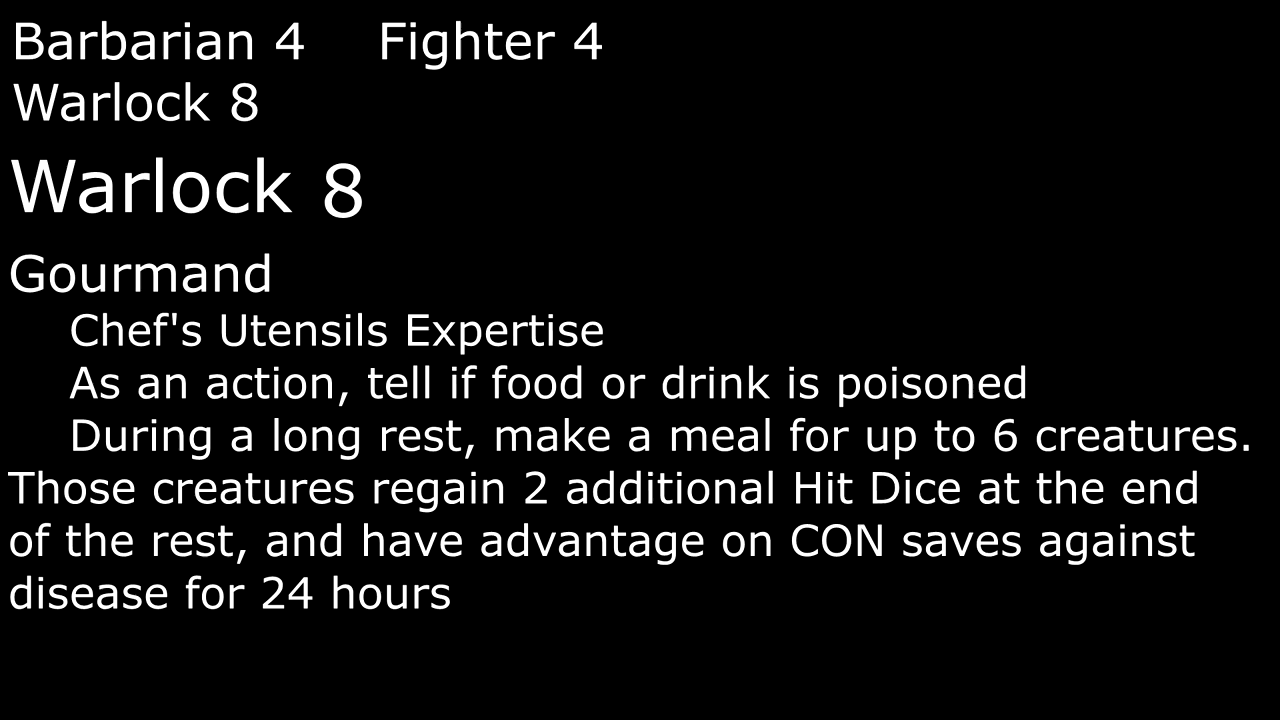 Barbarian 4 Fighter 4
Warlock 8
Warlock 8
Gourmand
Chef's Utensils Expertise
As an action, tell if food or drink is poisoned
During a long rest, make a meal for up to 6 creatures.
Those creatures regain 2 additional Hit Dice at the end
of the rest, and have advantage on CON saves against
disease for 24 hours